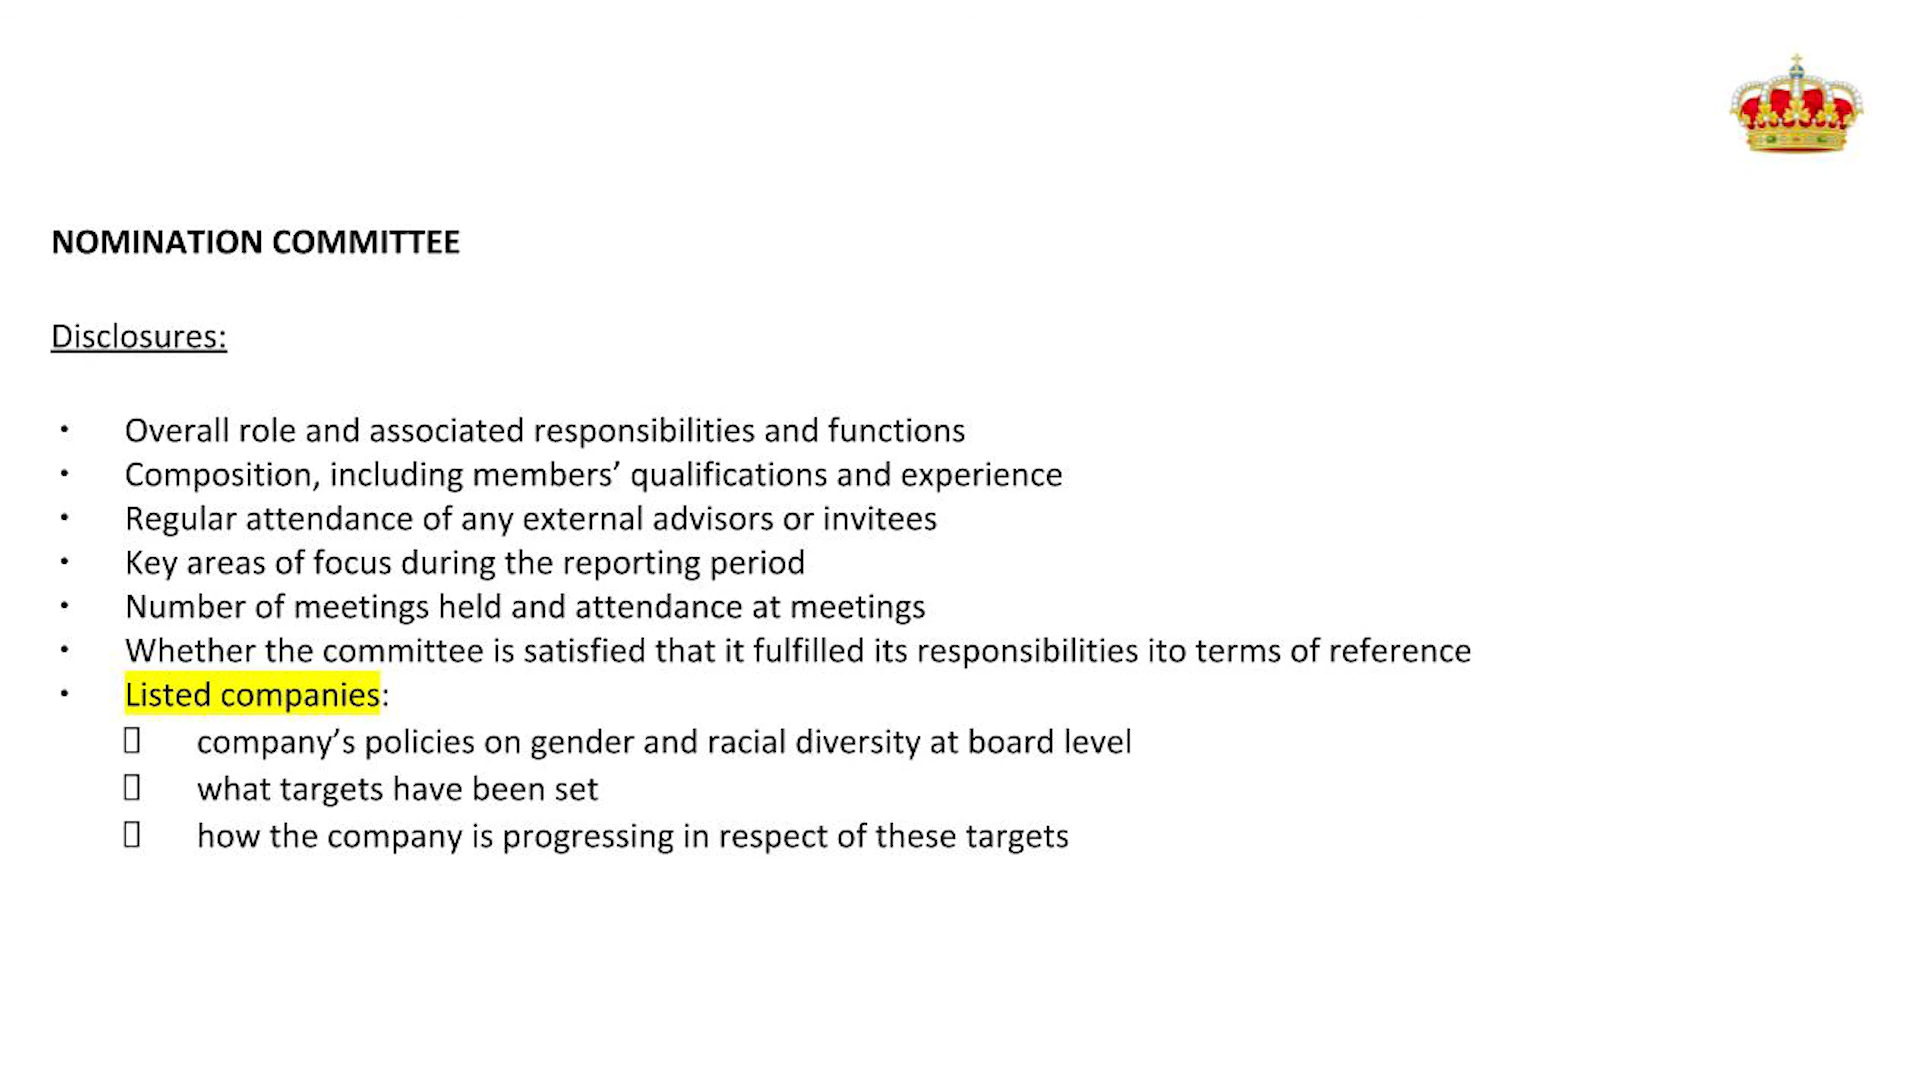 NOMINATION COMMITTEE
Disclosures:
• Overall role and associated responsibilities and functions
• Composition, including members’ qualifications and experience
• Regular attendance of any external advisors or invitees
• Key areas of focus during the reporting period
• Number of meetings held and attendance at meetings
• Whether the committee is satisfied that it fulfilled its responsibilities ito terms of reference
• Listed companies:
company’s policies on gender and racial diversity at board level
what targets have been set
how the company is progressing in respect of these targets